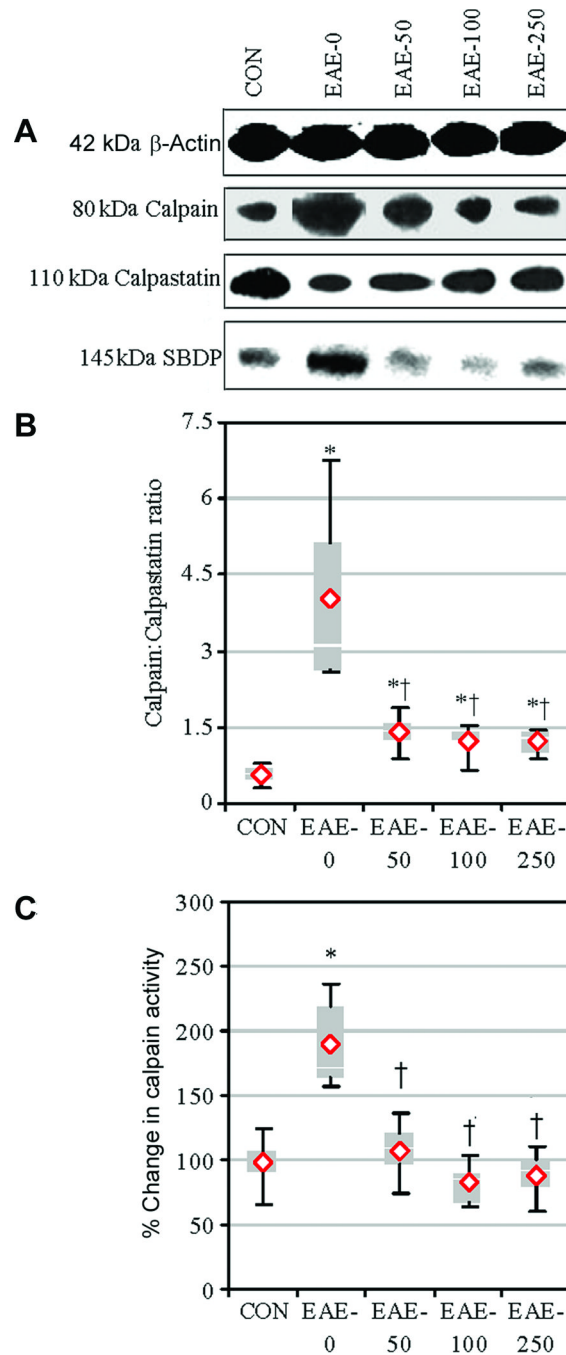 CON EAE-0 EAE-50 EAE-100 EAE-250
A
42 kDa β-Actin
80 kDa Calpain
110 kDa Calpastatin
145 kDa SBDP
B
Calpain: Calpastatin ratio
7.5
6
4.5
3
1.5
0
*
*† *† *†
CON EAE-0 EAE-50 EAE-100 EAE-250
C
% Change in calpain activity
300
250
200
150
100
50
0
*
† † †
CON EAE-0 EAE-50 EAE-100 EAE-250